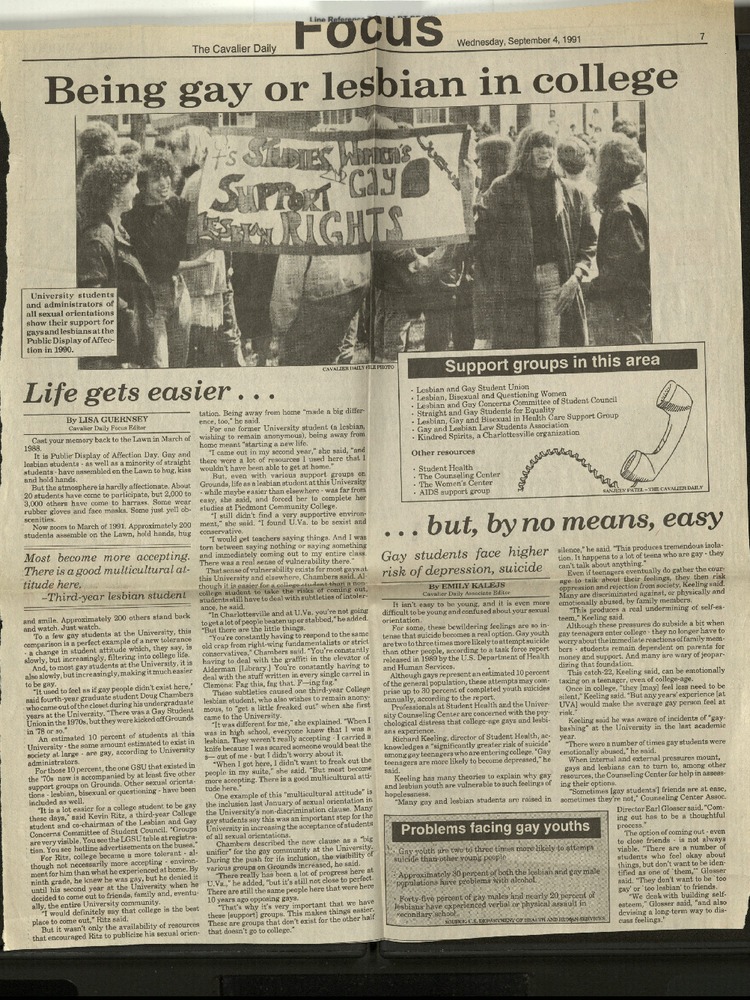 Focus
The Cavalier Daily
Wednesday, September 4, 1991
7
Being gay or lesbian in college
STUDIES Women's
SUPPORT Gay
LESBIAN RIGHTS
University students
and administrators of
all sexual orientations
show their support for
gays and lesbians at the
Public Display of Affec-
tion in 1990.
CAVALIER DAILY FILE PHOTO
Life gets easier . . .
By LISA GUERNSEY
Cavalier Daily Focus Editor
Cast your memory back to the Lawn in March of
1988.
It is Public Display of Affection Day. Gay and
lesbian students - as well as a minority of straight
students - have assembled on the Lawn to hug, kiss
and hold hands.
But the atmosphere is hardly affectionate. About
20 students have come to participate, but 2,000 to
3,000 others have come to harrass. Some wear
rubber gloves and face masks. Some just yell ob-
scenities.
Now zoom to March of 1991. Approximately 200
students assemble on the Lawn, hold hands, hug
Most become more accepting.
There is a good multicultural at-
titude here.
–Third-year lesbian student
and smile. Approximately 200 others stand back
and watch. Just watch.
To a few gay students at the University, this
comparison is a perfect example of a new tolerance
- a change in student attitude which, they say, is
slowly, but increasingly, filtering into college life.
And, to most gay students at the University, it is
also slowly, but increasingly, making it much easier
to be gay.
"It used to feel as if gay people didn't exist here,"
said fourth-year graduate student Doug Chambers
who came out of the closet during his undergraduate
years at the University. "There was a Gay Student
Union in the 1970s, but they were kicked off Grounds
in '78 or so."
An estimated 10 percent of students at this
University - the same amount estimated to exist in
society at large - are gay, according to University
administrators.
For those 10 percent, the one GSU that existed in
the '70s now is accompanied by at least five other
support groups on Grounds. Other sexual orienta-
tions - lesbian, bisexual or questioning - have been
included as well.
"It is a lot easier for a college student to be gay
these days," said Kevin Ritz, a third-year College
student and co-chairman of the Lesbian and Gay
Concerns Committee of Student Council. "Groups
are very visible. You see the LGSU table at registra-
tion. You see hotline advertisements on the buses."
For Ritz, college became a more tolerant - al-
though not necessarily more accepting - environ-
ment for him than what he experienced at home. By
ninth grade, he knew he was gay, but he denied it
until his second year at the University when he
decided to come out to friends, family and, eventu-
ally, the entire University community.
"I would definitely say that college is the best
place to come out," Ritz said.
But it wasn't only the availability of resources
that encouraged Ritz to publicize his sexual orien-
tation. Being away from home "made a big differ-
ence, too," he said.
For one former University student (a lesbian,
wishing to remain anonymous), being away from
home meant "starting a new life.
"I came out in my second year," she said, "and
there were a lot of resources I used here that I
wouldn't have been able to get at home."
But, even with various support groups on
Grounds, life as a lesbian student at this University
- while maybe easier than elsewhere - was far from
easy, she said, and forced her to complete her
studies at Piedmont Community College.
"I still didn't find a very supportive environ-
ment," she said, "I found U.Va. to be sexist and
conservative.
"I would get teachers saying things. And I was
torn between saying nothing or saying something
and immediately coming out to my entire class.
There was a real sense of vulnerability there."
That sense of vulnerability exists for most gays at
this University and elsewhere, Chambers said. Al-
though it is easier for a college student than a non-
college student to take the risks of coming out,
students still have to deal with subtleties of intoler-
ance, he said.
"In Charlottesville and at U.Va. you're not going
to get a lot of people beaten up or stabbed," he added.
"But there are the little things.
"You're constantly having to respond to the same
old crap from right-wing fundamentalists or strict
conservatives," Chambers said. "You're constantly
having to deal with the graffiti in the elevator of
Alderman [library.] You're constantly having to
deal with the stuff written in every single carrel in
Clemons: Fag this, fag that. F---ing fag."
These subtleties caused one third-year College
lesbian student, who also wishes to remain anony-
mous, to "get a little freaked out" when she first
came to the University.
"It was different for me," she explained. "When I
was in high school, everyone knew that I was a
lesbian. They weren't really accepting - I carried a
knife because I was scared someone would beat the
s--- out of me - but I didn't worry about it.
"When I got here, I didn't want to freak out the
people in my suite," she said. "But most become
more accepting. There is a good multicultural atti-
tude here."
One example of this "multicultural attitude" is
the inclusion last January of sexual orientation in
the University's non-discrimination clause. Many
gay students say this was an important step for the
University in increasing the acceptance of students
of all sexual orientations.
Chambers described the new clause as a "big
unifier" for the gay community at the University.
During the push for its inclusion, the visibility of
various groups on Grounds increased, he said.
"There really has been a lot of progress here at
U.Va.," he added, "but it's still not close to perfect.
There are still the same people here that were here
10 years ago opposing gays.
"That's why it's very important that we have
these [support] groups. This makes things easier.
These are groups that don't exist for the other half
that doesn't go to college."
Support groups in this area
· Lesbian and Gay Student Union
· Lesbian, Bisexual and Questioning Women
· Lesbian and Gay Concerns Committee of Student Council
· Straight and Gay Students for Equality
· Lesbian, Gay and Bisexual in Health Care Support Group
· Gay and Lesbian Law Students Association
· Kindred Spirits, a Charlottesville organization
Other resources
· Student Health
· The Counseling Center
· The Women's Center
· AIDS support group
SANJEEV PATEL - THE CAVALIER DAILY
. . . but, by no means, easy
Gay students face higher
risk of depression, suicide
By EMILY KALEJS
Cavalier Daily Associate Editor
It isn't easy to be young, and it is even more
difficult to be young and confused about your sexual
orientation.
For some, these bewildering feelings are so in-
tense that suicide becomes a real option. Gay youth
are two to three times more likely to attempt suicide
than other people, according to a task force report
released in 1989 by the U.S. Department of Health
and Human Services.
Although gays represent an estimated 10 percent
of the general population, these attempts may com-
prise up to 30 percent of completed youth suicides
annually, according to the report.
Professionals at Student Health and the Univer-
sity Counseling Center are concerned with the psy-
chological distress that college-age gays and lesbi-
ans experience.
Richard Keeling, director of Student Health, ac-
knowledges a "significantly greater risk of suicide"
among gay teenagers who are entering college. "Gay
teenagers are more likely to become depressed," he
said.
Keeling has many theories to explain why gay
and lesbian youth are vulnerable to such feelings of
hopelessness.
"Many gay and lesbian students are raised in
silence," he said. "This produces tremendous isola-
tion. It happens to a lot of teens who are gay - they
can't talk about anything."
Even if teenagers eventually do gather the cour-
age to talk about their feelings, they then risk
oppression and rejection from society, Keeling said.
Many are discriminated against, or physically and
emotionally abused, by family members.
"This produces a real undermining of self-es-
teem," Keeling said.
Although these pressures do subside a bit when
gay teenagers enter college - they no longer have to
worry about the immediate reactions of family mem-
bers - students remain dependent on parents for
money and support. And many are wary of jeopar-
dizing that foundation.
This catch-22, Keeling said, can be emotionally
taxing on a teenager, even of college-age.
Once in college, "they [may] feel less need to be
silent," Keeling said. "But any years' experience [at
UVA] would make the average gay person feel at
risk."
Keeling said he was aware of incidents of "gay-
bashing" at the University in the last academic
year.
"There were a number of times gay students were
emotionally abused," he said.
When internal and external pressures mount,
gays and lesbians can to turn to, among other
resources, the Counseling Center for help in assess-
ing their options.
"Sometimes [gay students'] friends are at ease,
sometimes they're not," Counseling Center Assoc.
Director Earl Glosser said. "Com-
ing out has to be a thoughtful
process.
The option of coming out - even
to close friends - is not always
viable. "There are a number of
students who feel okay about
things, but don't want to be iden-
tified as one of 'them,'" Glosser
said. "They don't want to be 'too
gay' or 'too lesbian' to friends.
"We deal with building self-
esteem," Glosser said, "and also
devising a long-term way to dis-
cuss feelings."
Problems facing gay youths
· Gay youth are two to three times more likely to attempt
suicide than other young people.
· Approximately 30 percent of both the lesbian and gay male
populations have problems with alcohol.
· Forty-five percent of gay males and nearly 20 percent of
lesbians have experienced verbal or physical assault in
secondary school.
SOURCE: U.S. DEPARTMENT OF HEALTH AND HUMAN SERVICES